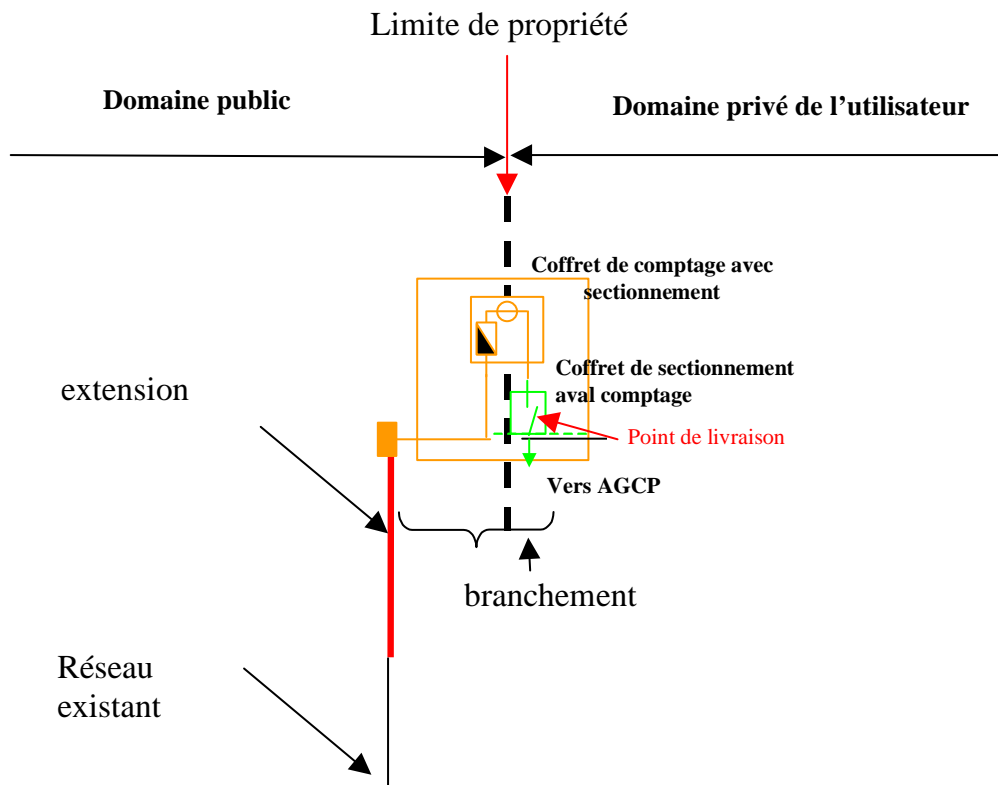 Limite de propriété
Domaine public
Domaine privé de l’utilisateur
Coffret de comptage avec
sectionnement
Coffret de sectionnement
aval comptage
extension
Point de livraison
Vers AGCP
branchement
Réseau
existant